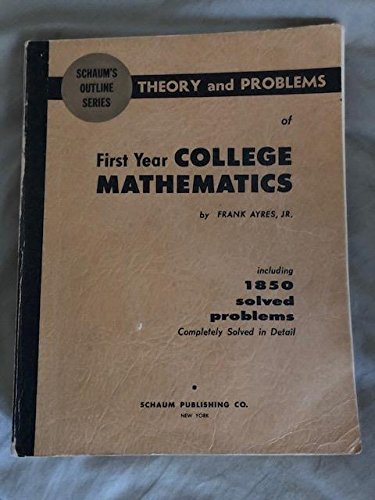 SCHAUM'S
OUTLINE
SERIES
THEORY and PROBLEMS
of
First Year COLLEGE
MATHEMATICS
by FRANK AYRES, JR.
including
1850
solved
problems
Completely Solved in Detail
SCHAUM PUBLISHING CO.
NEW YORK